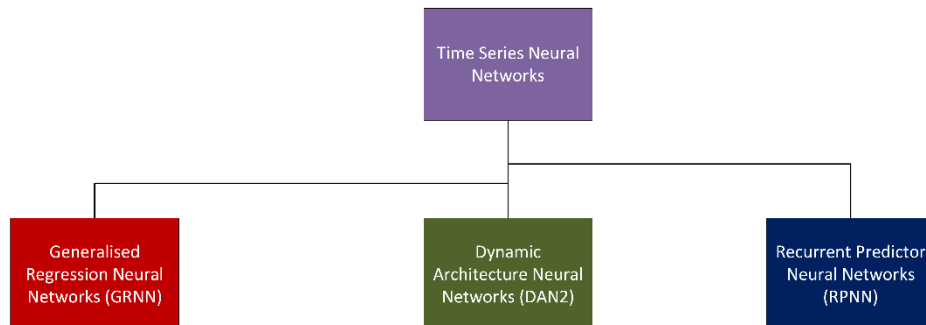 Time Series Neural
Networks
Generalised
Regression Neural
Networks (GRNN)
Dynamic
Architecture Neural
Networks (DAN2)
Recurrent Predictor
Neural Networks
(RPNN)